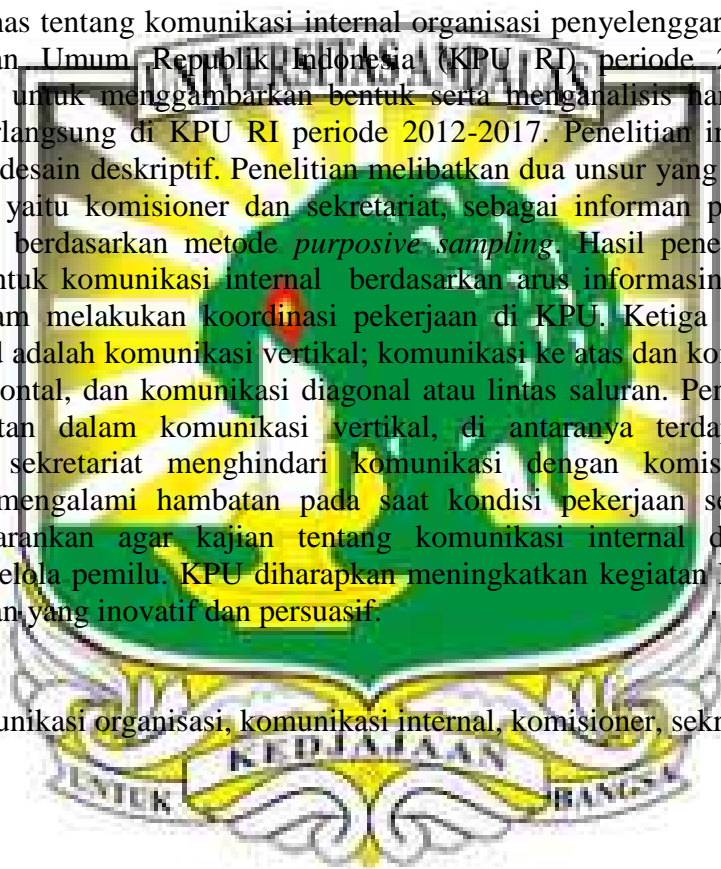 nas tentang komunikasi internal organisasi penyelenggar
an Umum Republik Indonesia (KPU RI) periode 2
UNIVERSITAS ANDALAS
untuk menggambarkan bentuk serta menganalisis har
rlangsung di KPU RI periode 2012-2017. Penelitian i
desain deskriptif. Penelitian melibatkan dua unsur yang
yaitu komisioner dan sekretariat, sebagai informan p
berdasarkan metode purposive sampling. Hasil pene
ntuk komunikasi internal berdasarkan arus informasin
am melakukan koordinasi pekerjaan di KPU. Ketiga
l adalah komunikasi vertikal; komunikasi ke atas dan kor
ontal, dan komunikasi diagonal atau lintas saluran. Per
tan dalam komunikasi vertikal, di antaranya terda
sekretariat menghindari komunikasi dengan komis
mengalami hambatan pada saat kondisi pekerjaan se
arankan agar kajian tentang komunikasi internal d
elola pemilu. KPU diharapkan meningkatkan kegiatan
an yang inovatif dan persuasif.
unikasi organisasi, komunikasi internal, komisioner, sekr
KEDJAJAAN
UNTUK BANGSA